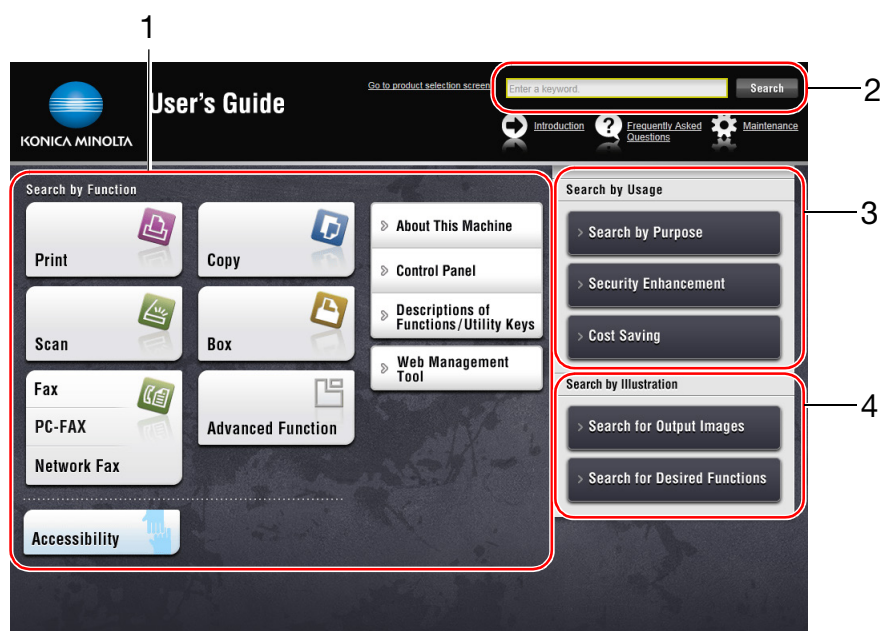 1
Go to product selection screen
Enter a keyword.
Search
2
KONICA MINOLTA
User's Guide
Introduction
Frequently Asked
Questions
Maintenance
Search by Function
Print
Copy
About This Machine
Control Panel
Scan
Box
Descriptions of
Functions/Utility Keys
Web Management
Tool
Fax
PC-FAX
Network Fax
Advanced Function
Accessibility
Search by Usage
3
Search by Purpose
Security Enhancement
Cost Saving
Search by Illustration
4
Search for Output Images
Search for Desired Functions